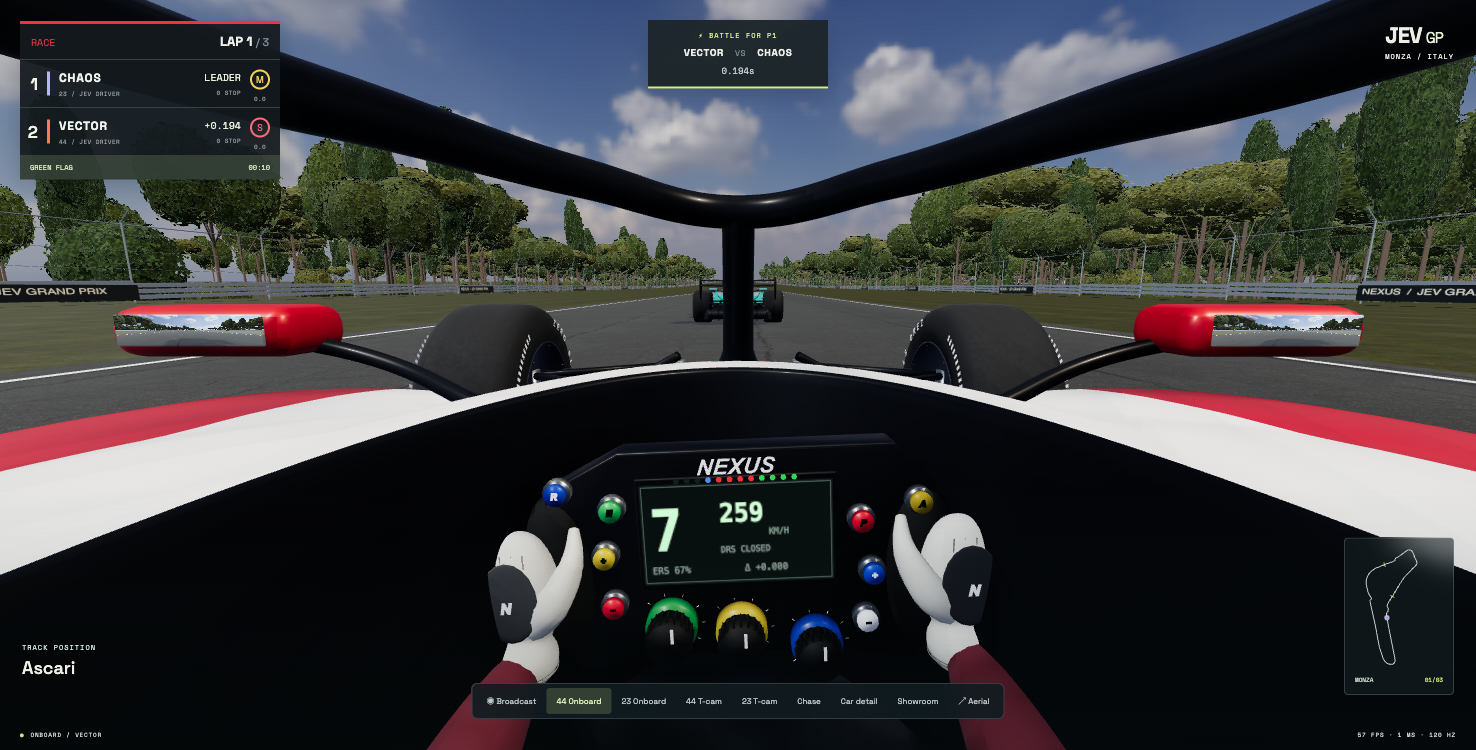 RACE
LAP 1 / 3
1 CHAOS LEADER M
23 / JEV DRIVER 0 STOP
0.0
2 VECTOR +0.194 S
44 / JEV DRIVER 0 STOP
0.0
GREEN FLAG 00:10
⚡ BATTLE FOR P1
VECTOR VS CHAOS
0.194s
JEV GP
MONZA / ITALY
JEV GRAND PRIX
NEXUS / JEV GRA
NEXUS
R
A
P
7 259
KM/H
DRS CLOSED
ERS 67% Δ +0.000
+
-
+
-
N
N
TRACK POSITION
Ascari
MONZA 01/03
Broadcast 44 Onboard 23 Onboard 44 T-cam 23 T-cam Chase Car detail Showroom Aerial
ONBOARD / VECTOR
57 FPS · 1 MS · 120 HZ